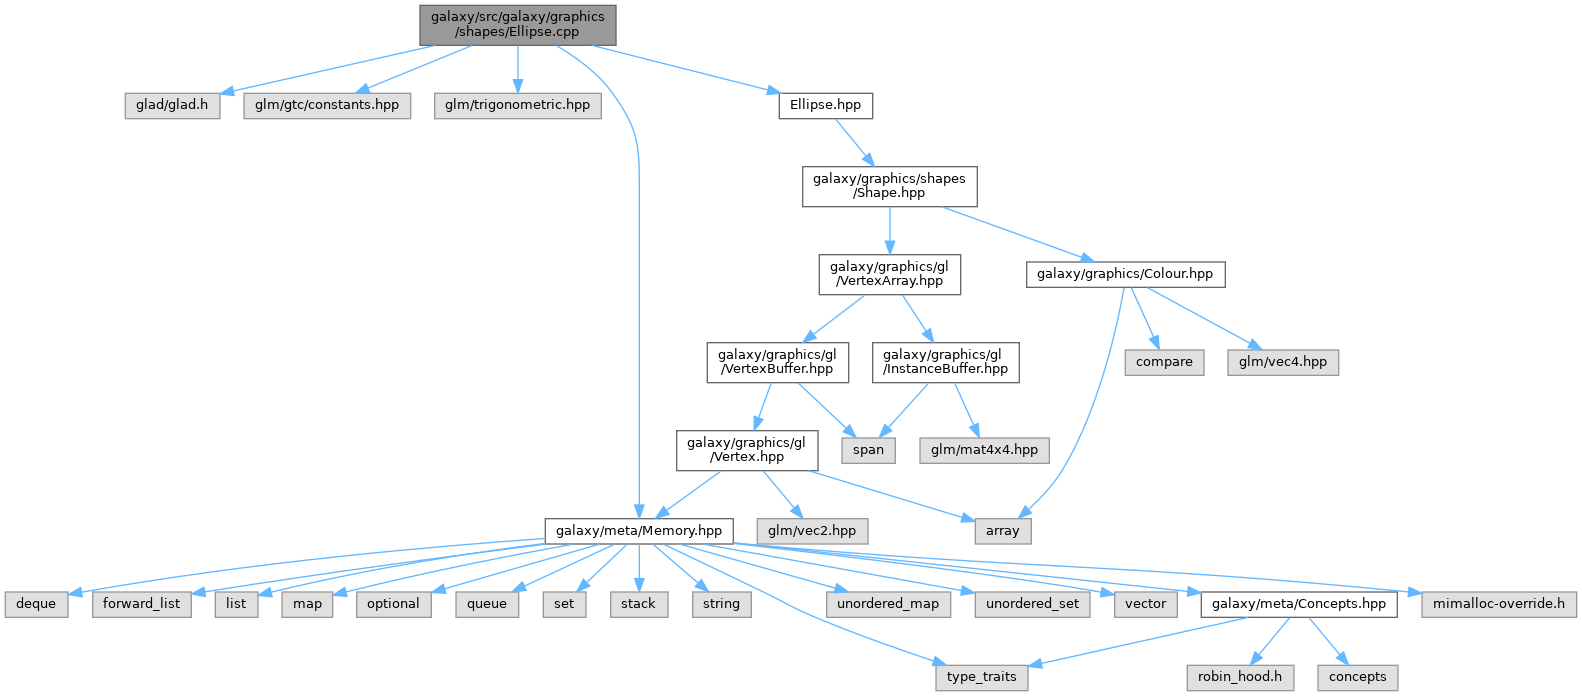 galaxy/src/galaxy/graphics
/shapes/Ellipse.cpp
glad/glad.h
glm/gtc/constants.hpp
glm/trigonometric.hpp
Ellipse.hpp
galaxy/graphics/shapes
/Shape.hpp
galaxy/graphics/gl
/VertexArray.hpp
galaxy/graphics/Colour.hpp
galaxy/graphics/gl
/VertexBuffer.hpp
galaxy/graphics/gl
/InstanceBuffer.hpp
compare
glm/vec4.hpp
galaxy/graphics/gl
/Vertex.hpp
span
glm/mat4x4.hpp
galaxy/meta/Memory.hpp
glm/vec2.hpp
array
deque
forward_list
list
map
optional
queue
set
stack
string
unordered_map
unordered_set
vector
galaxy/meta/Concepts.hpp
mimalloc-override.h
type_traits
robin_hood.h
concepts